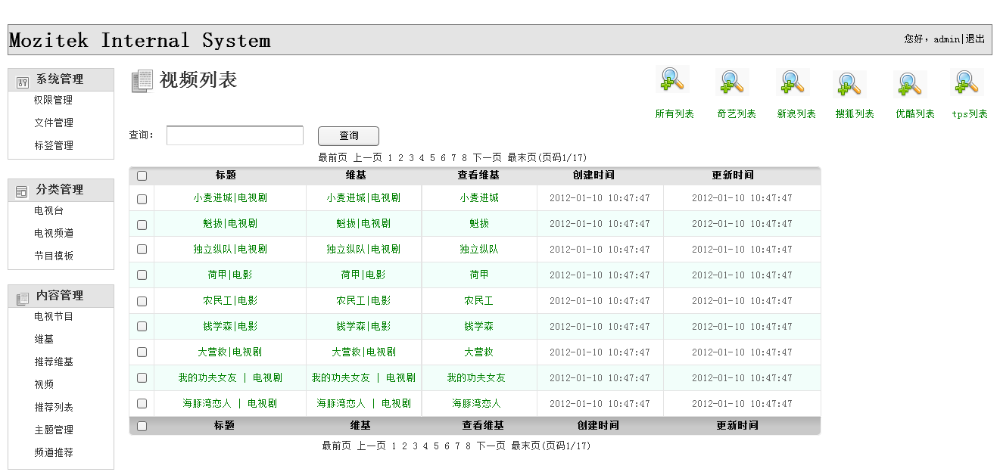 Mozitek Internal System
您好，admin|退出
系统管理
权限管理
文件管理
标签管理
分类管理
电视台
电视频道
节目模板
内容管理
电视节目
维基
推荐维基
视频
推荐列表
主题管理
频道推荐
视频列表
所有列表 奇艺列表 新浪列表 搜狐列表 优酷列表 tps列表
查询： 查询
最前页 上一页 1 2 3 4 5 6 7 8 下一页 最末页(页码1/17)
标题 维基 查看维基 创建时间 更新时间
小麦进城|电视剧 小麦进城|电视剧 小麦进城 2012-01-10 10:47:47 2012-01-10 10:47:47
魁拔|电视剧 魁拔|电视剧 魁拔 2012-01-10 10:47:47 2012-01-10 10:47:47
独立纵队|电视剧 独立纵队|电视剧 独立纵队 2012-01-10 10:47:47 2012-01-10 10:47:47
荷甲|电影 荷甲|电影 荷甲 2012-01-10 10:47:47 2012-01-10 10:47:47
农民工|电影 农民工|电影 农民工 2012-01-10 10:47:47 2012-01-10 10:47:47
钱学森|电影 钱学森|电影 钱学森 2012-01-10 10:47:47 2012-01-10 10:47:47
大营救|电视剧 大营救|电视剧 大营救 2012-01-10 10:47:47 2012-01-10 10:47:47
我的功夫女友 | 电视剧 我的功夫女友 | 电视剧 我的功夫女友 2012-01-10 10:47:47 2012-01-10 10:47:47
海豚湾恋人 | 电视剧 海豚湾恋人 | 电视剧 海豚湾恋人 2012-01-10 10:47:47 2012-01-10 10:47:47
标题 维基 查看维基 创建时间 更新时间
最前页 上一页 1 2 3 4 5 6 7 8 下一页 最末页(页码1/17)